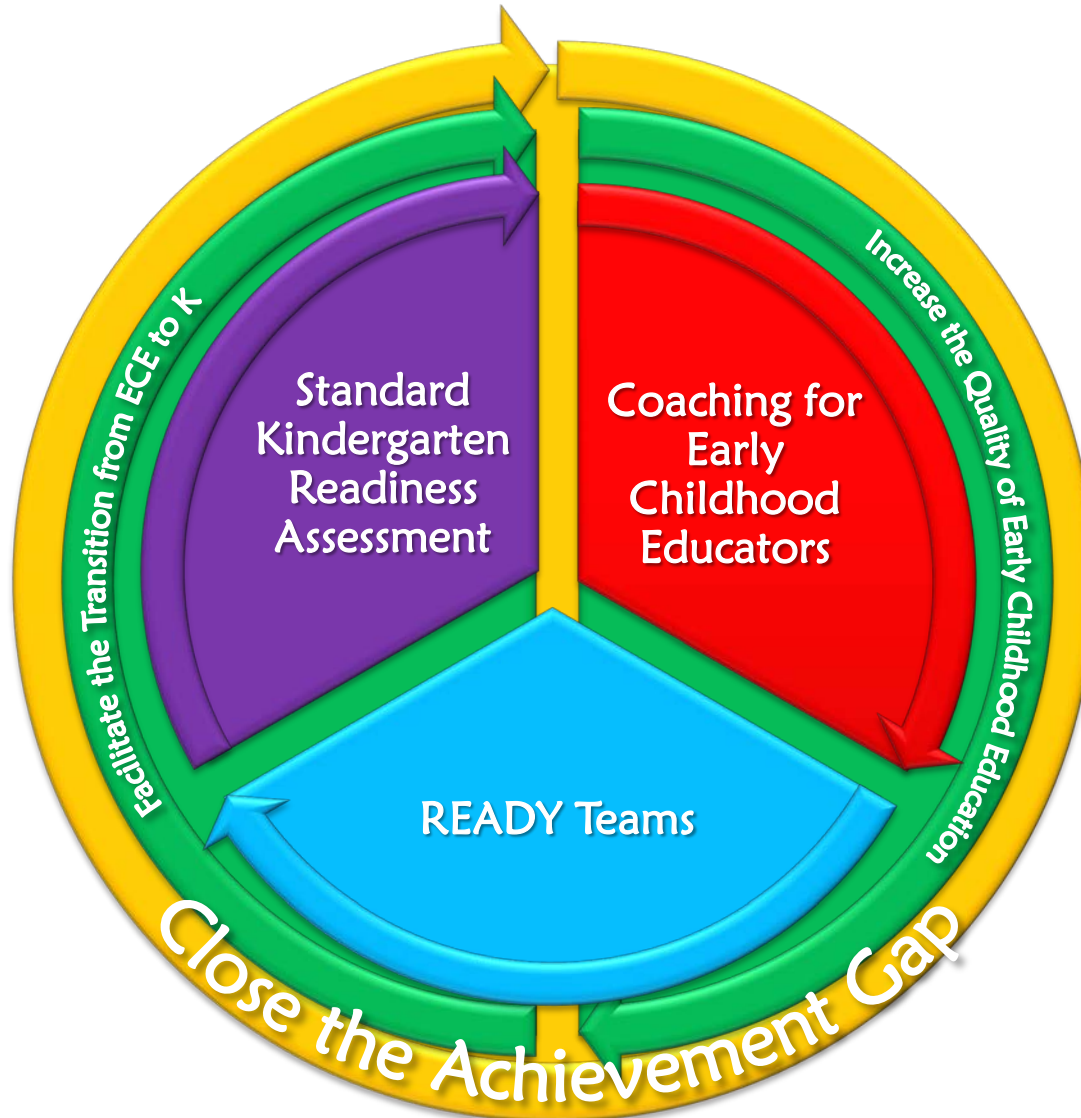 Facilitate the Transition from ECE to K
Increase the Quality of Early Childhood Education
Standard
Kindergarten
Readiness
Assessment
Coaching for
Early
Childhood
Educators
READY Teams
Close the Achievement Gap